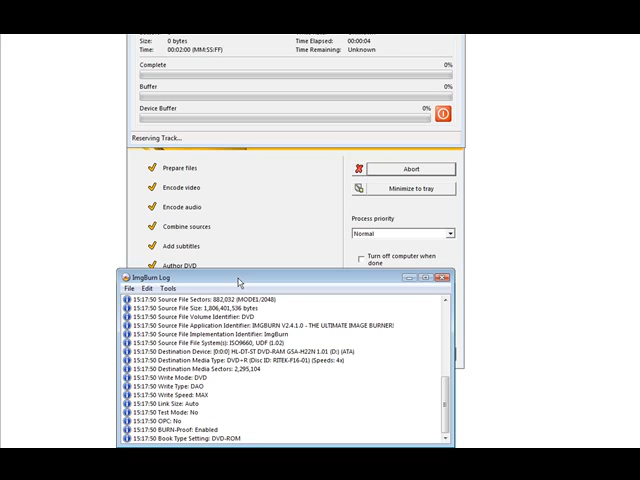 Size: 0 bytes Time Elapsed: 00:00:04
Time: 00:02:00 (MM:SS:FF) Time Remaining: Unknown
Complete 0%
Buffer 0%
Device Buffer 0%
Reserving Track...
Prepare files Abort
Encode video Minimize to tray
Encode audio
Process priority
Combine sources
Normal
Add subtitles
Turn off computer when
done
Author DVD
ImgBurn Log
File Edit Tools
15:17:50 Source File Sectors: 882,032 (MODE1/2048)
15:17:50 Source File Size: 1,806,401,536 bytes
15:17:50 Source File Volume Identifier: DVD
15:17:50 Source File Application Identifier: IMGBURN V2.4.1.0 - THE ULTIMATE IMAGE BURNER!
15:17:50 Source File Implementation Identifier: ImgBurn
15:17:50 Source File File System(s): ISO9660, UDF (1.02)
15:17:50 Destination Device: [0:0:0] HL-DT-ST DVD-RAM GSA-H22N 1.01 (D:) (ATA)
15:17:50 Destination Media Type: DVD+R (Disc ID: RITEK-F16-01) (Speeds: 4x)
15:17:50 Destination Media Sectors: 2,295,104
15:17:50 Write Mode: DVD
15:17:50 Write Type: DAO
15:17:50 Write Speed: MAX
15:17:50 Link Size: Auto
15:17:50 Test Mode: No
15:17:50 OPC: No
15:17:50 BURN-Proof: Enabled
15:17:50 Book Type Setting: DVD-ROM